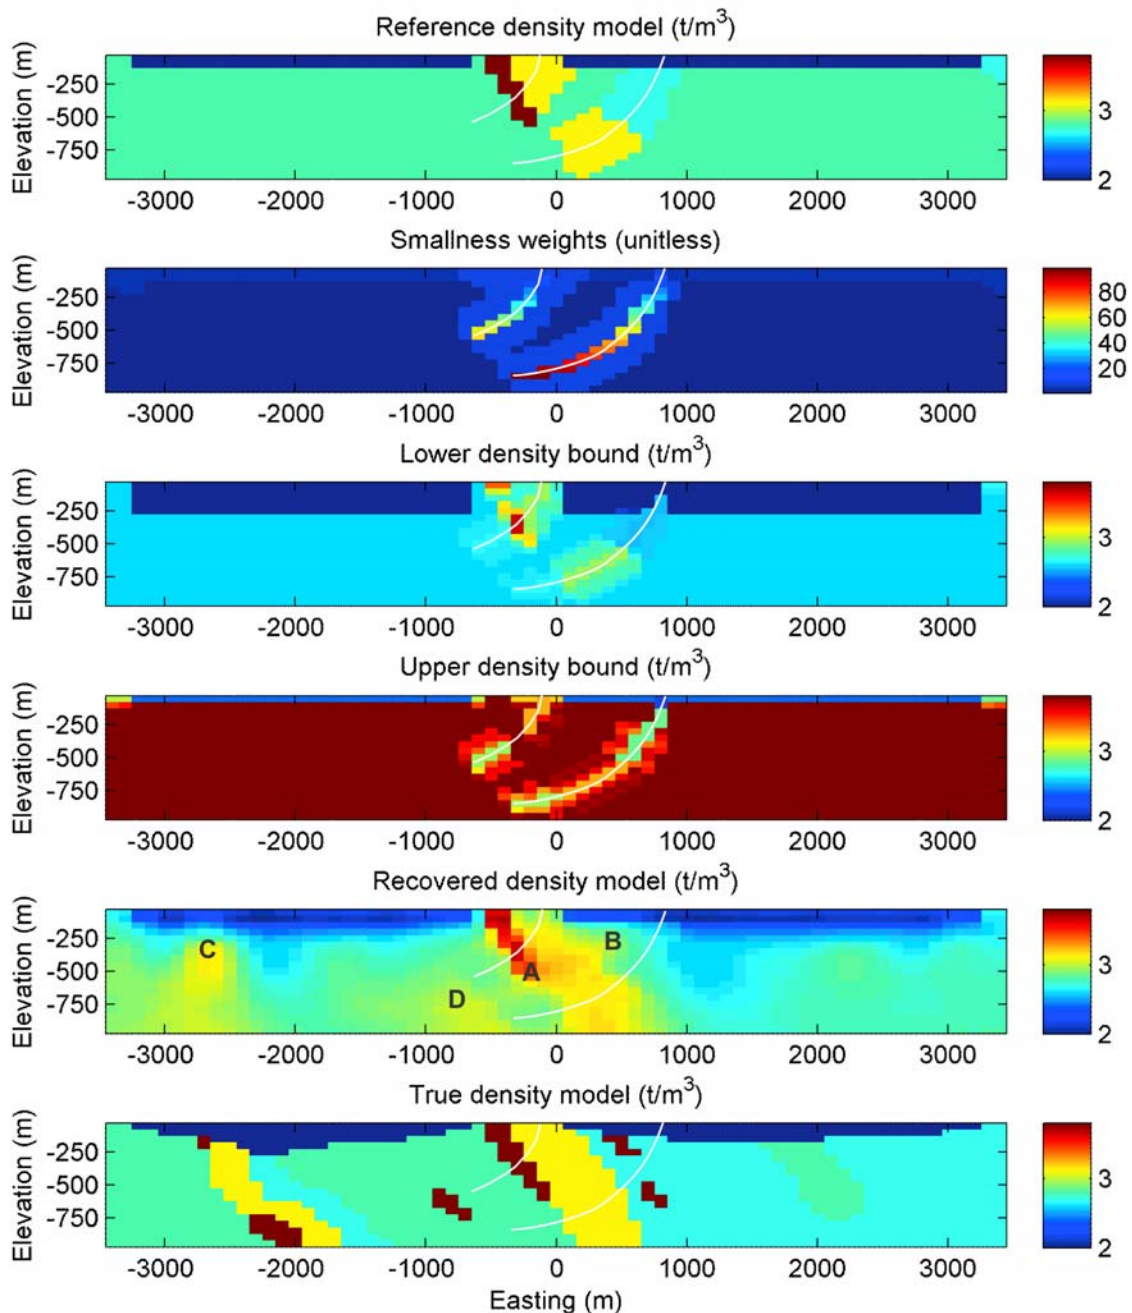 Reference density model (t/m³)
Elevation (m)
-250
-500
-750
-3000 -2000 -1000 0 1000 2000 3000
3
2
Smallness weights (unitless)
Elevation (m)
-250
-500
-750
-3000 -2000 -1000 0 1000 2000 3000
80
60
40
20
Lower density bound (t/m³)
Elevation (m)
-250
-500
-750
-3000 -2000 -1000 0 1000 2000 3000
3
2
Upper density bound (t/m³)
Elevation (m)
-250
-500
-750
-3000 -2000 -1000 0 1000 2000 3000
3
2
Recovered density model (t/m³)
Elevation (m)
-250
-500
-750
C
B
A
D
-3000 -2000 -1000 0 1000 2000 3000
3
2
True density model (t/m³)
Elevation (m)
-250
-500
-750
-3000 -2000 -1000 0 1000 2000 3000
3
2
Easting (m)